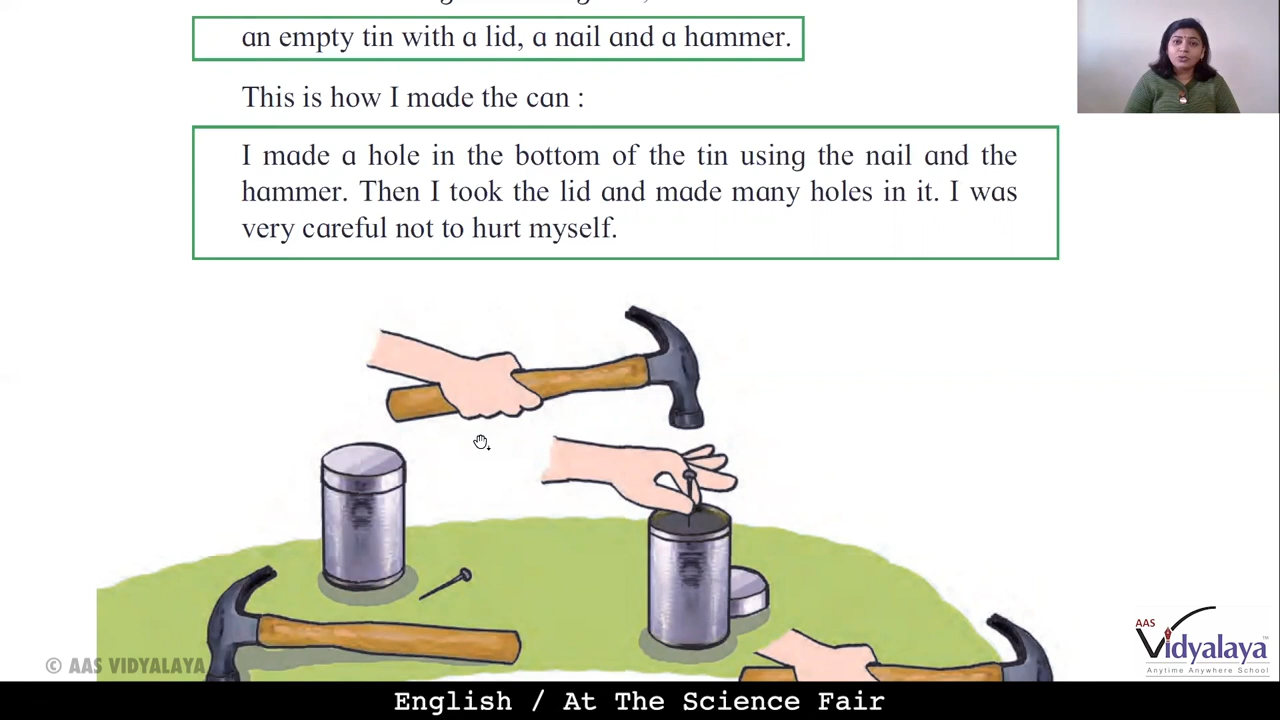 an empty tin with a lid, a nail and a hammer.
This is how I made the can :
I made a hole in the bottom of the tin using the nail and the
hammer. Then I took the lid and made many holes in it. I was
very careful not to hurt myself.
AAS
Vidyalaya
TM
Anytime Anywhere School
© AAS VIDYALAYA
English / At The Science Fair